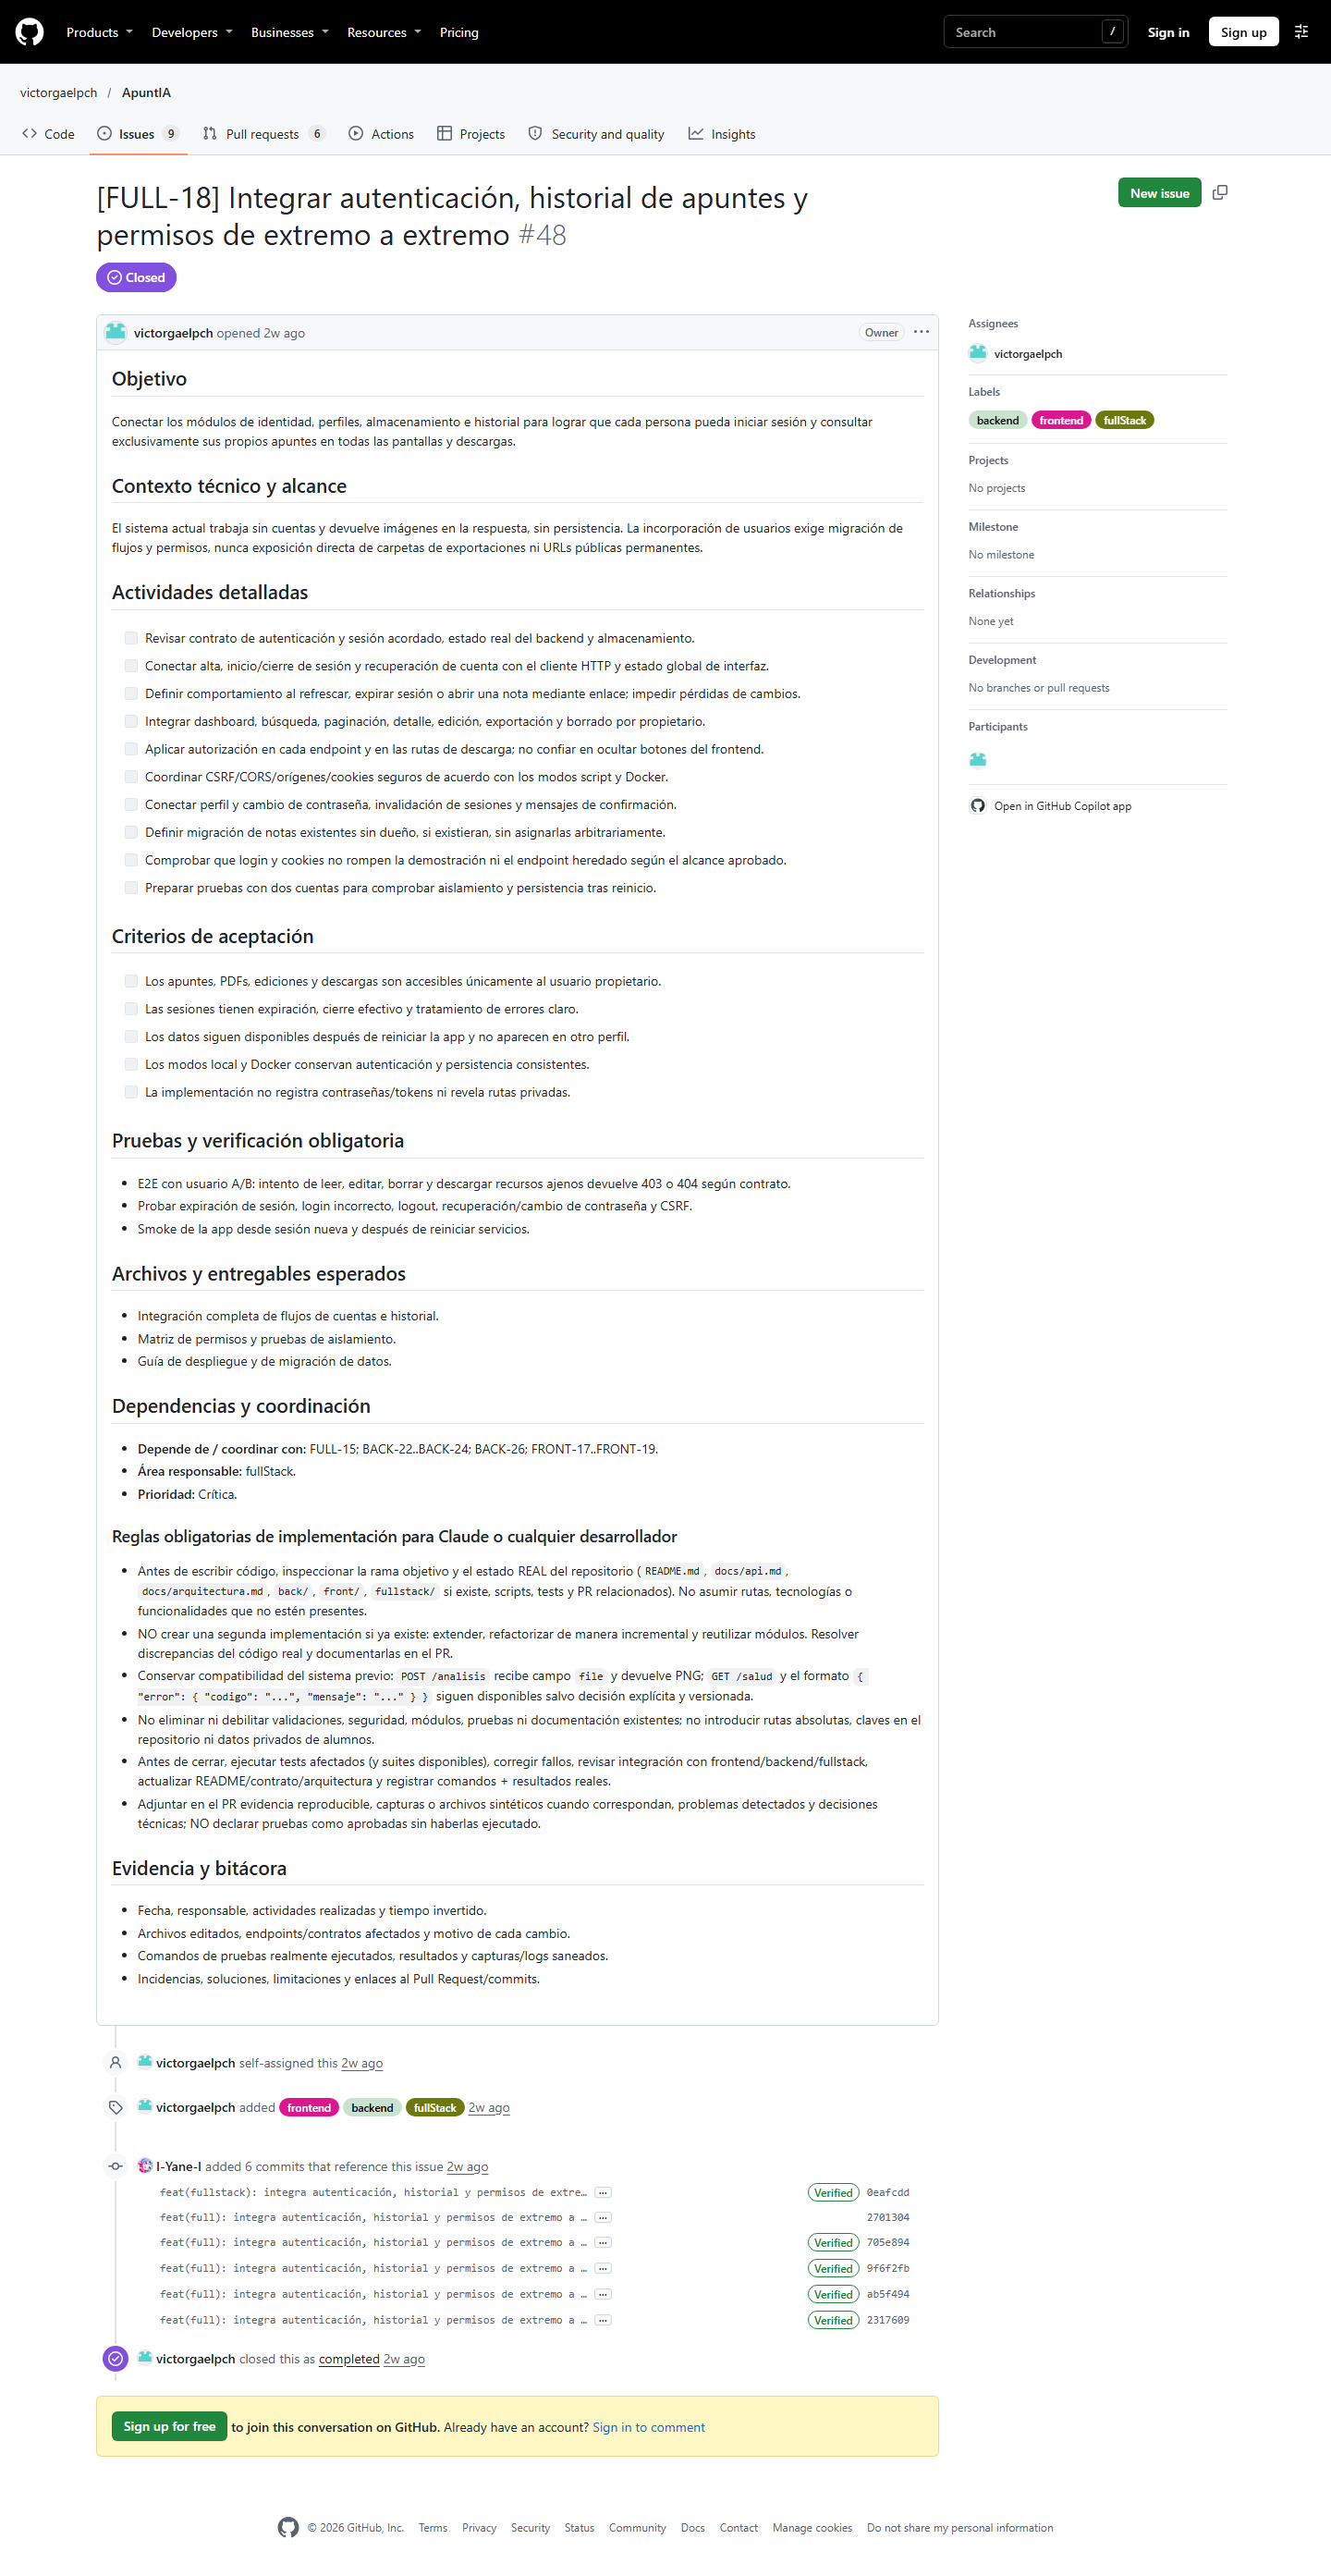 Products
Developers
Businesses
Resources
Pricing
Search
/
Sign in
Sign up
victorgaelpch / ApuntIA
Code
Issues 9
Pull requests 6
Actions
Projects
Security and quality
Insights
[FULL-18] Integrar autenticación, historial de apuntes y
permisos de extremo a extremo #48
New issue
Closed
victorgaelpch opened 2w ago
Owner
Objetivo
Conectar los módulos de identidad, perfiles, almacenamiento e historial para lograr que cada persona pueda iniciar sesión y consultar
exclusivamente sus propios apuntes en todas las pantallas y descargas.
Contexto técnico y alcance
El sistema actual trabaja sin cuentas y devuelve imágenes en la respuesta, sin persistencia. La incorporación de usuarios exige migración de
flujos y permisos, nunca exposición directa de carpetas de exportaciones ni URLs públicas permanentes.
Actividades detalladas
Revisar contrato de autenticación y sesión acordado, estado real del backend y almacenamiento.
Conectar alta, inicio/cierre de sesión y recuperación de cuenta con el cliente HTTP y estado global de interfaz.
Definir comportamiento al refrescar, expirar sesión o abrir una nota mediante enlace; impedir pérdidas de cambios.
Integrar dashboard, búsqueda, paginación, detalle, edición, exportación y borrado por propietario.
Aplicar autorización en cada endpoint y en las rutas de descarga; no confiar en ocultar botones del frontend.
Coordinar CSRF/CORS/orígenes/cookies seguros de acuerdo con los modos script y Docker.
Conectar perfil y cambio de contraseña, invalidación de sesiones y mensajes de confirmación.
Definir migración de notas existentes sin dueño, si existieran, sin asignarlas arbitrariamente.
Comprobar que login y cookies no rompen la demostración ni el endpoint heredado según el alcance aprobado.
Preparar pruebas con dos cuentas para comprobar aislamiento y persistencia tras reinicio.
Criterios de aceptación
Los apuntes, PDFs, ediciones y descargas son accesibles únicamente al usuario propietario.
Las sesiones tienen expiración, cierre efectivo y tratamiento de errores claro.
Los datos siguen disponibles después de reiniciar la app y no aparecen en otro perfil.
Los modos local y Docker conservan autenticación y persistencia consistentes.
La implementación no registra contraseñas/tokens ni revela rutas privadas.
Pruebas y verificación obligatoria
E2E con usuario A/B: intento de leer, editar, borrar y descargar recursos ajenos devuelve 403 o 404 según contrato.
Probar expiración de sesión, login incorrecto, logout, recuperación/cambio de contraseña y CSRF.
Smoke de la app desde sesión nueva y después de reiniciar servicios.
Archivos y entregables esperados
Integración completa de flujos de cuentas e historial.
Matriz de permisos y pruebas de aislamiento.
Guía de despliegue y de migración de datos.
Dependencias y coordinación
Depende de / coordinar con: FULL-15; BACK-22..BACK-24; BACK-26; FRONT-17..FRONT-19.
Área responsable: fullStack.
Prioridad: Crítica.
Reglas obligatorias de implementación para Claude o cualquier desarrollador
Antes de escribir código, inspeccionar la rama objetivo y el estado REAL del repositorio ( README.md , docs/api.md ,
docs/arquitectura.md , back/ , front/ , fullstack/ si existe, scripts, tests y PR relacionados). No asumir rutas, tecnologías o
funcionalidades que no estén presentes.
NO crear una segunda implementación si ya existe: extender, refactorizar de manera incremental y reutilizar módulos. Resolver
discrepancias del código real y documentarlas en el PR.
Conservar compatibilidad del sistema previo: POST /analisis recibe campo file y devuelve PNG; GET /salud y el formato {
"error": { "codigo": "...", "mensaje": "..." } } siguen disponibles salvo decisión explícita y versionada.
No eliminar ni debilitar validaciones, seguridad, módulos, pruebas ni documentación existentes; no introducir rutas absolutas, claves en el
repositorio ni datos privados de alumnos.
Antes de cerrar, ejecutar tests afectados (y suites disponibles), corregir fallos, revisar integración con frontend/backend/fullstack,
actualizar README/contrato/arquitectura y registrar comandos + resultados reales.
Adjuntar en el PR evidencia reproducible, capturas o archivos sintéticos cuando correspondan, problemas detectados y decisiones
técnicas; NO declarar pruebas como aprobadas sin haberlas ejecutado.
Evidencia y bitácora
Fecha, responsable, actividades realizadas y tiempo invertido.
Archivos editados, endpoints/contratos afectados y motivo de cada cambio.
Comandos de pruebas realmente ejecutados, resultados y capturas/logs saneados.
Incidencias, soluciones, limitaciones y enlaces al Pull Request/commits.
Assignees
victorgaelpch
Labels
backend frontend fullStack
Projects
No projects
Milestone
No milestone
Relationships
None yet
Development
No branches or pull requests
Participants
Open in GitHub Copilot app
victorgaelpch self-assigned this 2w ago
victorgaelpch added frontend backend fullStack 2w ago
I-Yane-I added 6 commits that reference this issue 2w ago
feat(fullstack): integra autenticación, historial y permisos de extre… ... Verified 0eafcdd
feat(full): integra autenticación, historial y permisos de extremo a … ... 2701304
feat(full): integra autenticación, historial y permisos de extremo a … ... Verified 705e894
feat(full): integra autenticación, historial y permisos de extremo a … ... Verified 9f6f2fb
feat(full): integra autenticación, historial y permisos de extremo a … ... Verified ab5f494
feat(full): integra autenticación, historial y permisos de extremo a … ... Verified 2317609
victorgaelpch closed this as completed 2w ago
Sign up for free to join this conversation on GitHub. Already have an account? Sign in to comment
© 2026 GitHub, Inc.
Terms
Privacy
Security
Status
Community
Docs
Contact
Manage cookies
Do not share my personal information